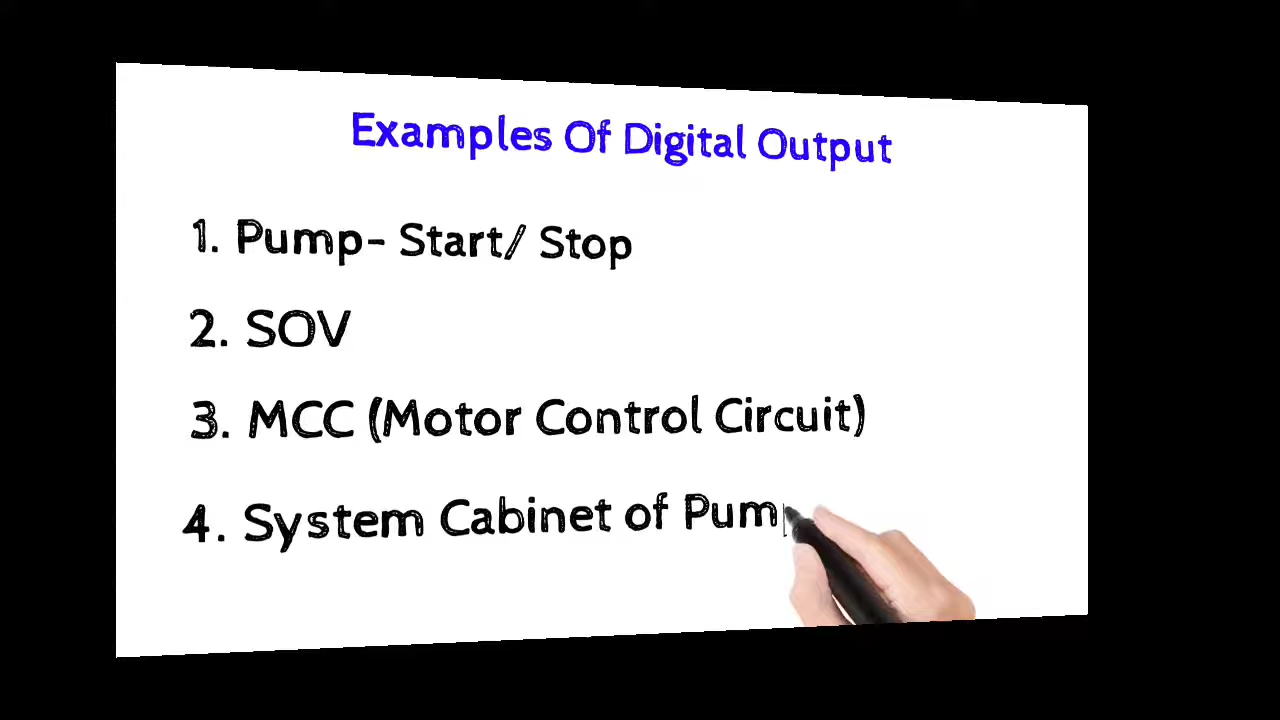 Examples Of Digital Output
1. Pump- Start/ Stop
2. SOV
3. MCC (Motor Control Circuit)
4. System Cabinet of Pum